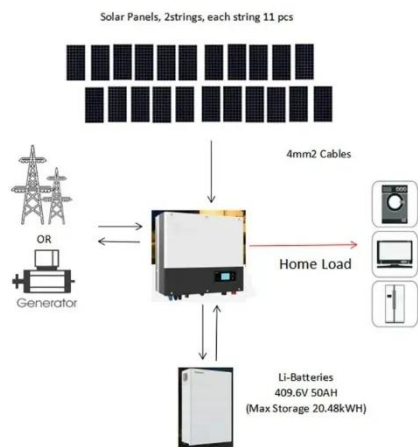 Solar Panels, 2strings, each string 11 pcs
4mm2 Cables
OR
Generator
Home Load
Li-Batteries
409.6V 50AH
(Max Storage 20.48kWH)